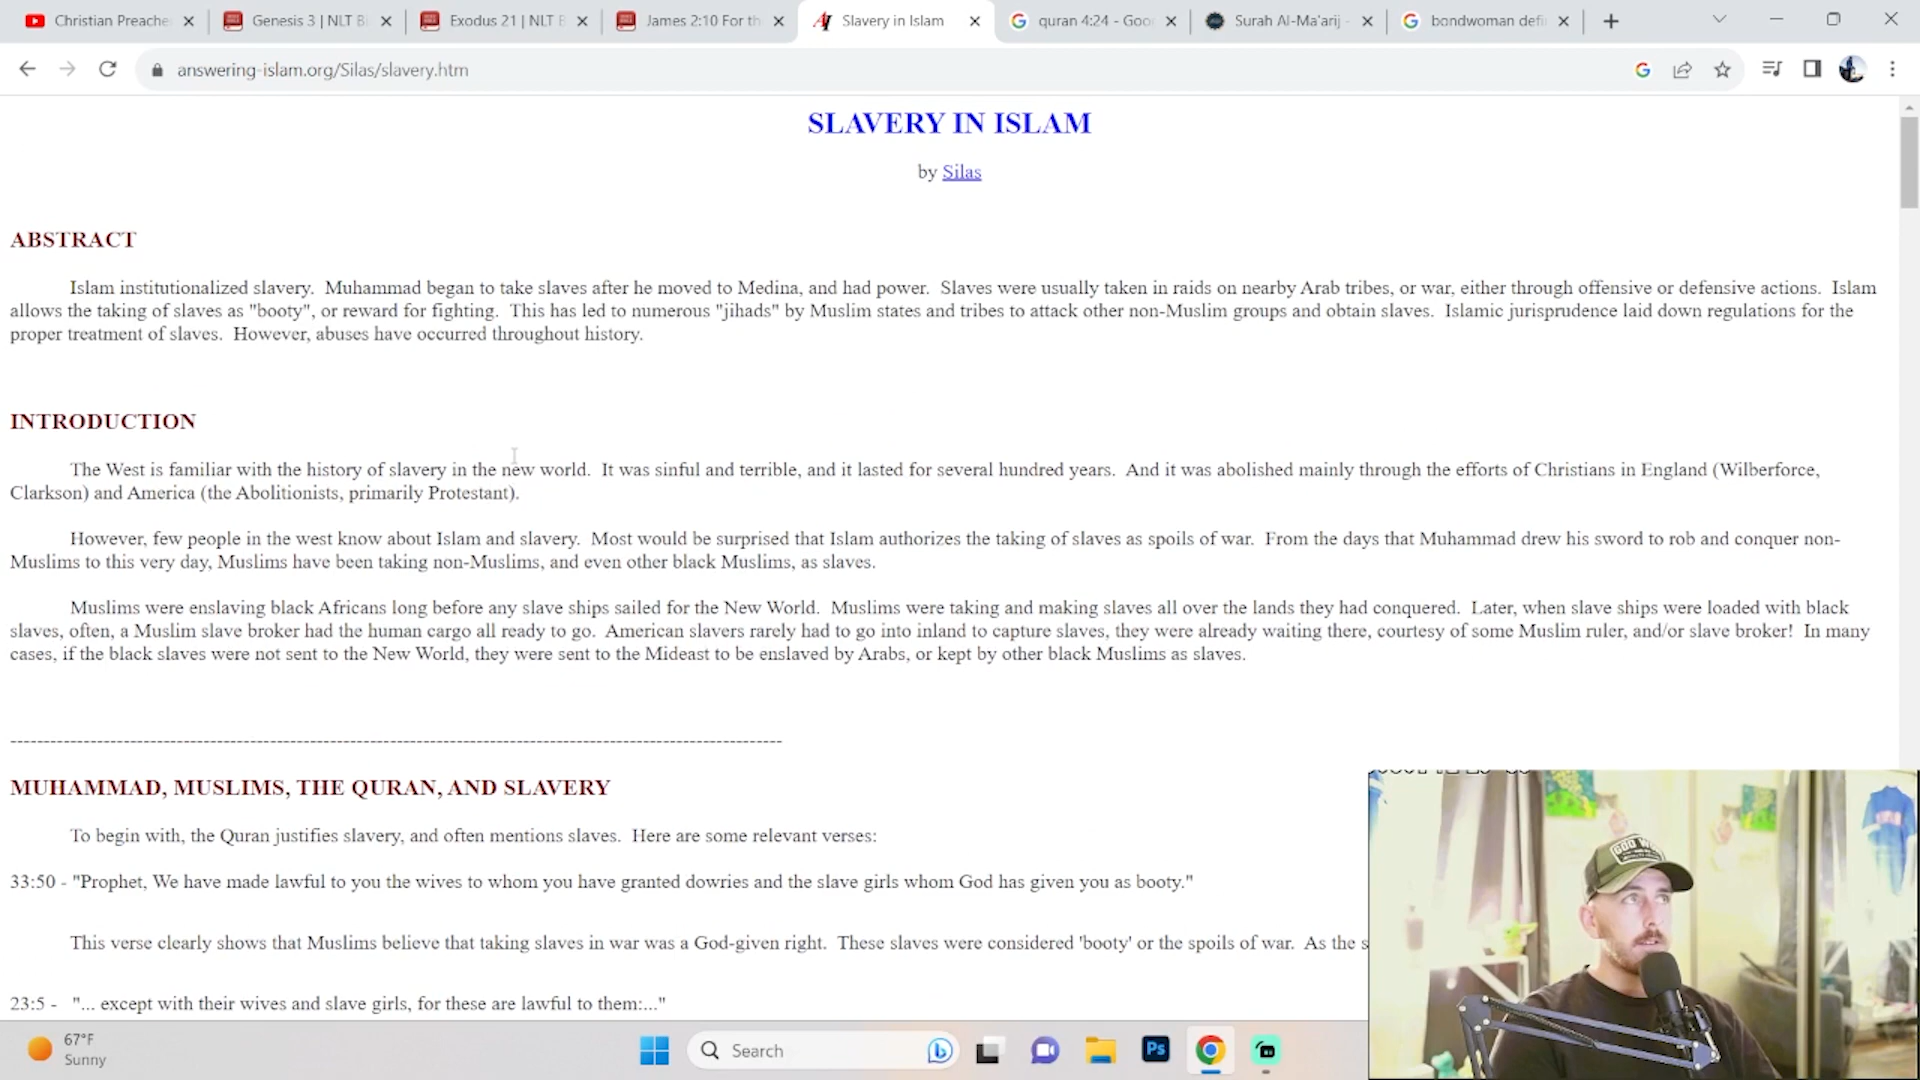 Christian Preache
Genesis 3 | NLT Bi
Exodus 21 | NLT B
James 2:10 For th
Slavery in Islam
quran 4:24 - Goo
Surah Al-Ma'arij -
bondwoman defi
answering-islam.org/Silas/slavery.htm
SLAVERY IN ISLAM
by Silas
ABSTRACT
Islam institutionalized slavery. Muhammad began to take slaves after he moved to Medina, and had power. Slaves were usually taken in raids on nearby Arab tribes, or war, either through offensive or defensive actions. Islam
allows the taking of slaves as "booty", or reward for fighting. This has led to numerous "jihads" by Muslim states and tribes to attack other non-Muslim groups and obtain slaves. Islamic jurisprudence laid down regulations for the
proper treatment of slaves. However, abuses have occurred throughout history.
INTRODUCTION
The West is familiar with the history of slavery in the new world. It was sinful and terrible, and it lasted for several hundred years. And it was abolished mainly through the efforts of Christians in England (Wilberforce,
Clarkson) and America (the Abolitionists, primarily Protestant).
However, few people in the west know about Islam and slavery. Most would be surprised that Islam authorizes the taking of slaves as spoils of war. From the days that Muhammad drew his sword to rob and conquer non-
Muslims to this very day, Muslims have been taking non-Muslims, and even other black Muslims, as slaves.
Muslims were enslaving black Africans long before any slave ships sailed for the New World. Muslims were taking and making slaves all over the lands they had conquered. Later, when slave ships were loaded with black
slaves, often, a Muslim slave broker had the human cargo all ready to go. American slavers rarely had to go into inland to capture slaves, they were already waiting there, courtesy of some Muslim ruler, and/or slave broker! In many
cases, if the black slaves were not sent to the New World, they were sent to the Mideast to be enslaved by Arabs, or kept by other black Muslims as slaves.
MUHAMMAD, MUSLIMS, THE QURAN, AND SLAVERY
To begin with, the Quran justifies slavery, and often mentions slaves. Here are some relevant verses:
33:50 - "Prophet, We have made lawful to you the wives to whom you have granted dowries and the slave girls whom God has given you as booty."
This verse clearly shows that Muslims believe that taking slaves in war was a God-given right. These slaves were considered 'booty' or the spoils of war. As the s
23:5 - "... except with their wives and slave girls, for these are lawful to them:..."
67°F
Sunny
Search
Ps